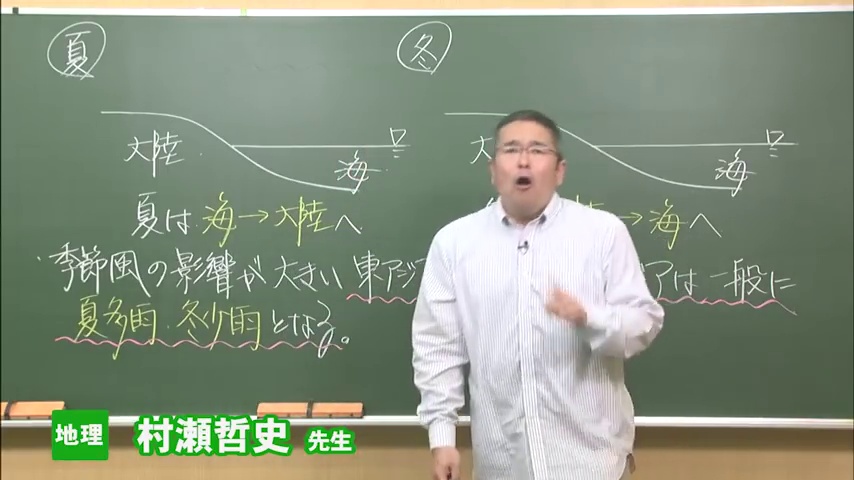 夏
冬
大陸
海
大
海
夏は海→大陸へ
→海へ
季節風の影響が大きい東アジ
アは一般に
夏多雨・冬少雨となる。
地理 村瀬哲史 先生